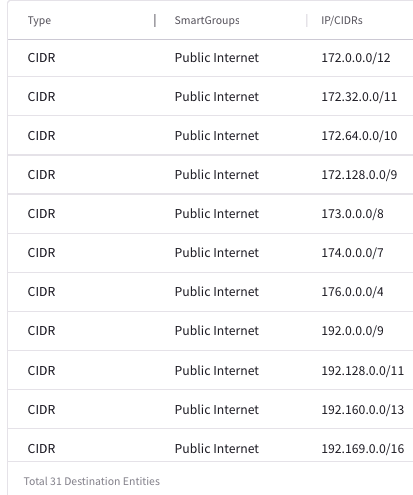 Type SmartGroups IP/CIDRs
CIDR Public Internet 172.0.0.0/12
CIDR Public Internet 172.32.0.0/11
CIDR Public Internet 172.64.0.0/10
CIDR Public Internet 172.128.0.0/9
CIDR Public Internet 173.0.0.0/8
CIDR Public Internet 174.0.0.0/7
CIDR Public Internet 176.0.0.0/4
CIDR Public Internet 192.0.0.0/9
CIDR Public Internet 192.128.0.0/11
CIDR Public Internet 192.160.0.0/13
CIDR Public Internet 192.169.0.0/16
Total 31 Destination Entities